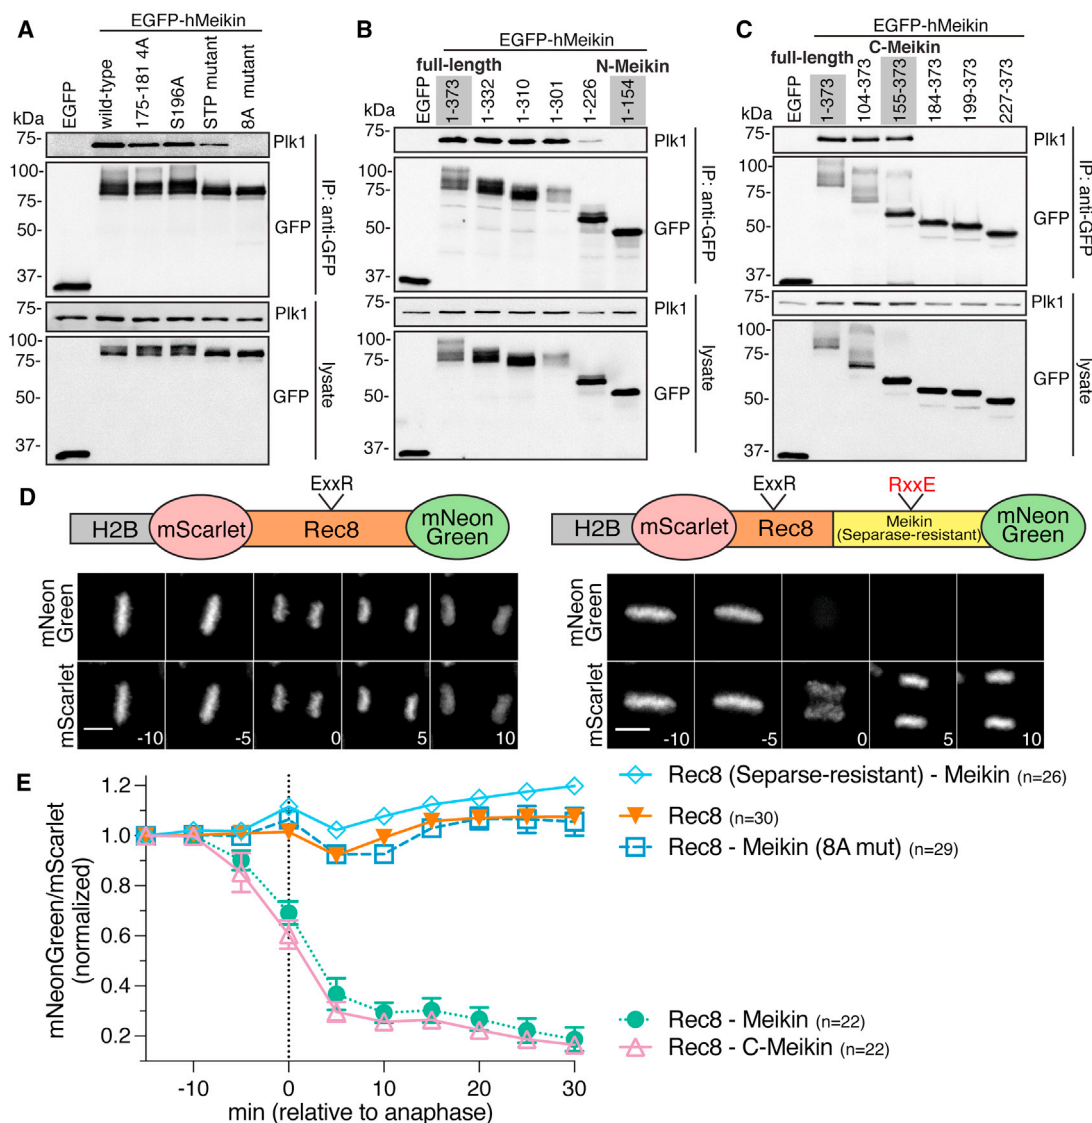 A
EGFP-hMeikin
kDa
EGFP
wild-type
175-181 4A
S196A
STP mutant
8A mutant
75-
Plk1
100-
75-
50-
37-
GFP
IP: anti-GFP
75-
Plk1
100-
75-
50-
37-
GFP
lysate
B
EGFP-hMeikin
full-length
N-Meikin
kDa
EGFP
1-373
1-332
1-310
1-301
1-226
1-154
75-
Plk1
100-
75-
50-
37-
GFP
IP: anti-GFP
75-
Plk1
100-
75-
50-
37-
GFP
lysate
C
EGFP-hMeikin
full-length
C-Meikin
kDa
EGFP
1-373
104-373
155-373
184-373
199-373
227-373
75-
Plk1
100-
75-
50-
37-
GFP
IP: anti-GFP
75-
Plk1
100-
75-
50-
37-
GFP
lysate
D
ExxR
H2B
mScarlet
Rec8
mNeon
Green
mNeon
Green
mScarlet
-10
-5
0
5
10
ExxR
RxxE
H2B
mScarlet
Rec8
Meikin
(Separase-resistant)
mNeon
Green
mNeon
Green
mScarlet
-10
-5
0
5
10
E
mNeonGreen/mScarlet
(normalized)
1.2
1.0
0.8
0.6
0.4
0.2
-10
0
10
20
30
min (relative to anaphase)
Rec8 (Separse-resistant) - Meikin (n=26)
Rec8 (n=30)
Rec8 - Meikin (8A mut) (n=29)
Rec8 - Meikin (n=22)
Rec8 - C-Meikin (n=22)